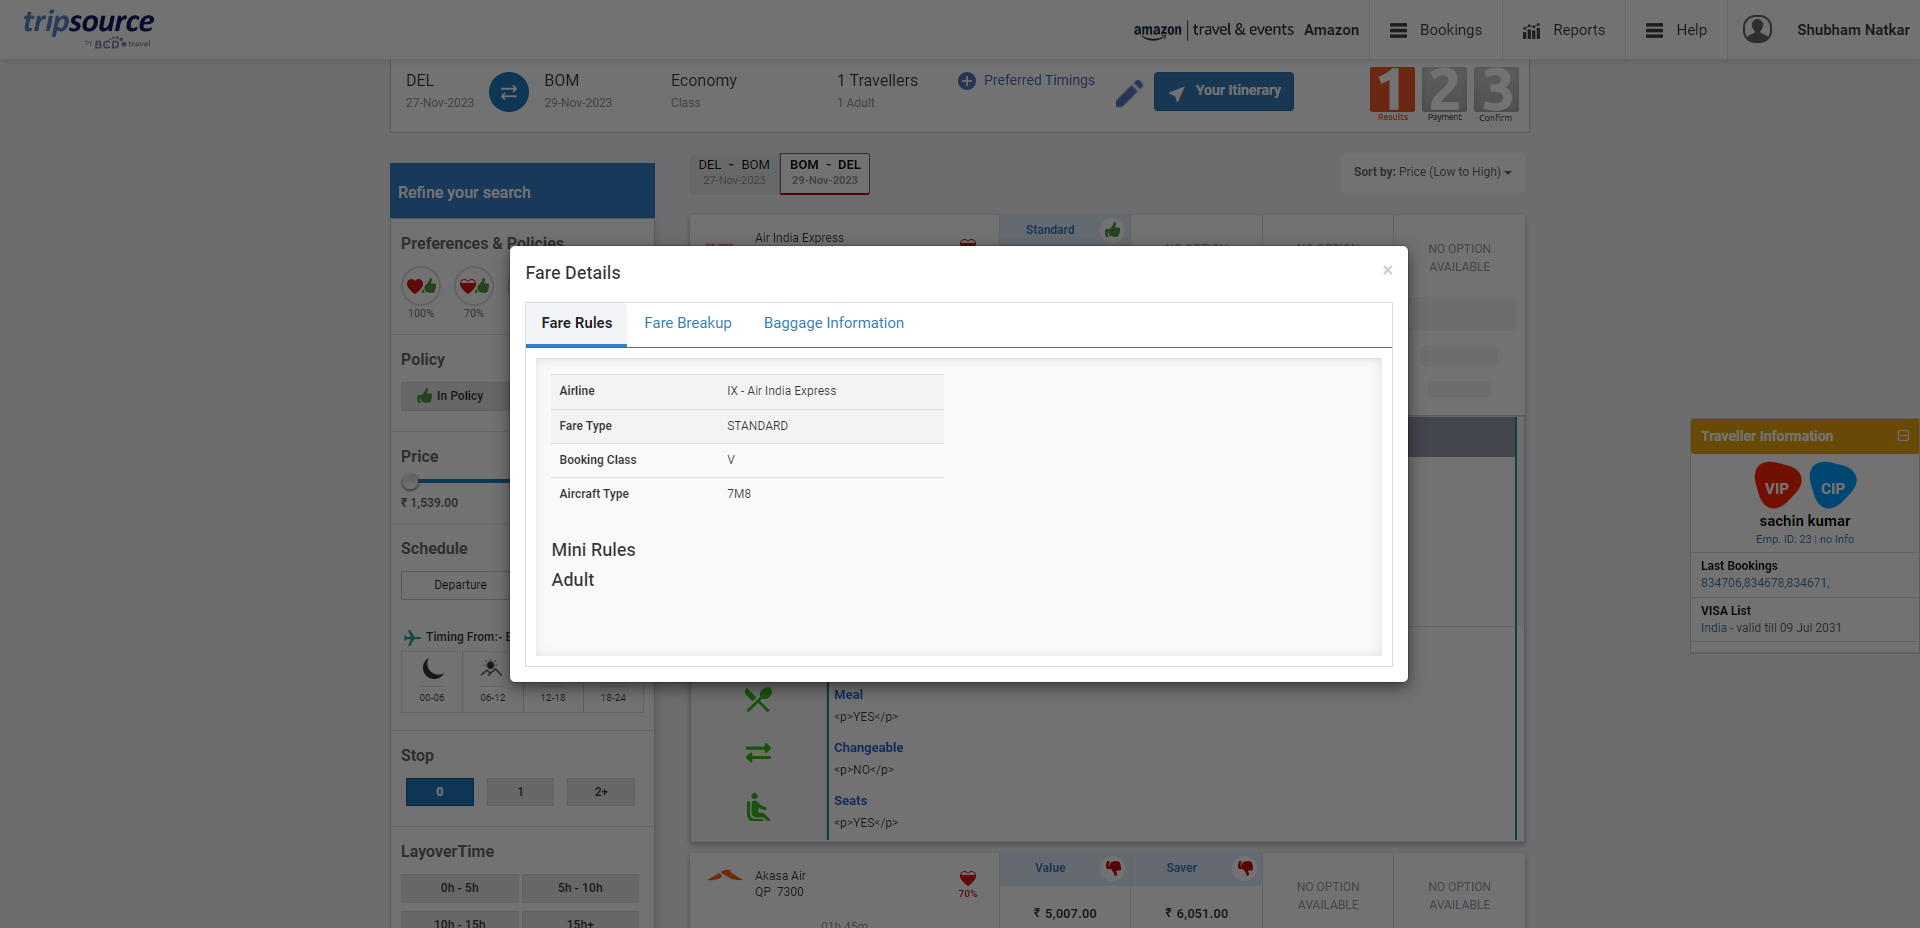 tripsource
by BCD travel
amazon travel & events Amazon
Bookings
Reports
Help
Shubham Natkar
DEL
27-Nov-2023
BOM
29-Nov-2023
Economy
Class
1 Travellers
1 Adult
Preferred Timings
Your Itinerary
1
Results
2
Payment
3
Confirm
DEL - BOM
27-Nov-2023
BOM - DEL
29-Nov-2023
Sort by: Price (Low to High)
Refine your search
Preferences & Policies
100%
70%
Policy
In Policy
Price
₹ 1,539.00
Schedule
Departure
Timing From:-
00-06
06-12
12-18
18-24
Stop
0
1
2+
LayoverTime
0h - 5h
5h - 10h
10h - 15h
15h+
Air India Express
Standard
NO OPTION
AVAILABLE
Fare Details
×
Fare Rules
Fare Breakup
Baggage Information
Airline
IX - Air India Express
Fare Type
STANDARD
Booking Class
V
Aircraft Type
7M8
Mini Rules
Adult
Meal
<p>YES</p>
Changeable
<p>NO</p>
Seats
<p>YES</p>
Akasa Air
QP 7300
70%
01h 45m
Value
₹ 5,007.00
Saver
₹ 6,051.00
NO OPTION
AVAILABLE
NO OPTION
AVAILABLE
Traveller Information
VIP
CIP
sachin kumar
Emp. ID: 23 | no Info
Last Bookings
834706,834678,834671,
VISA List
India - valid till 09 Jul 2031